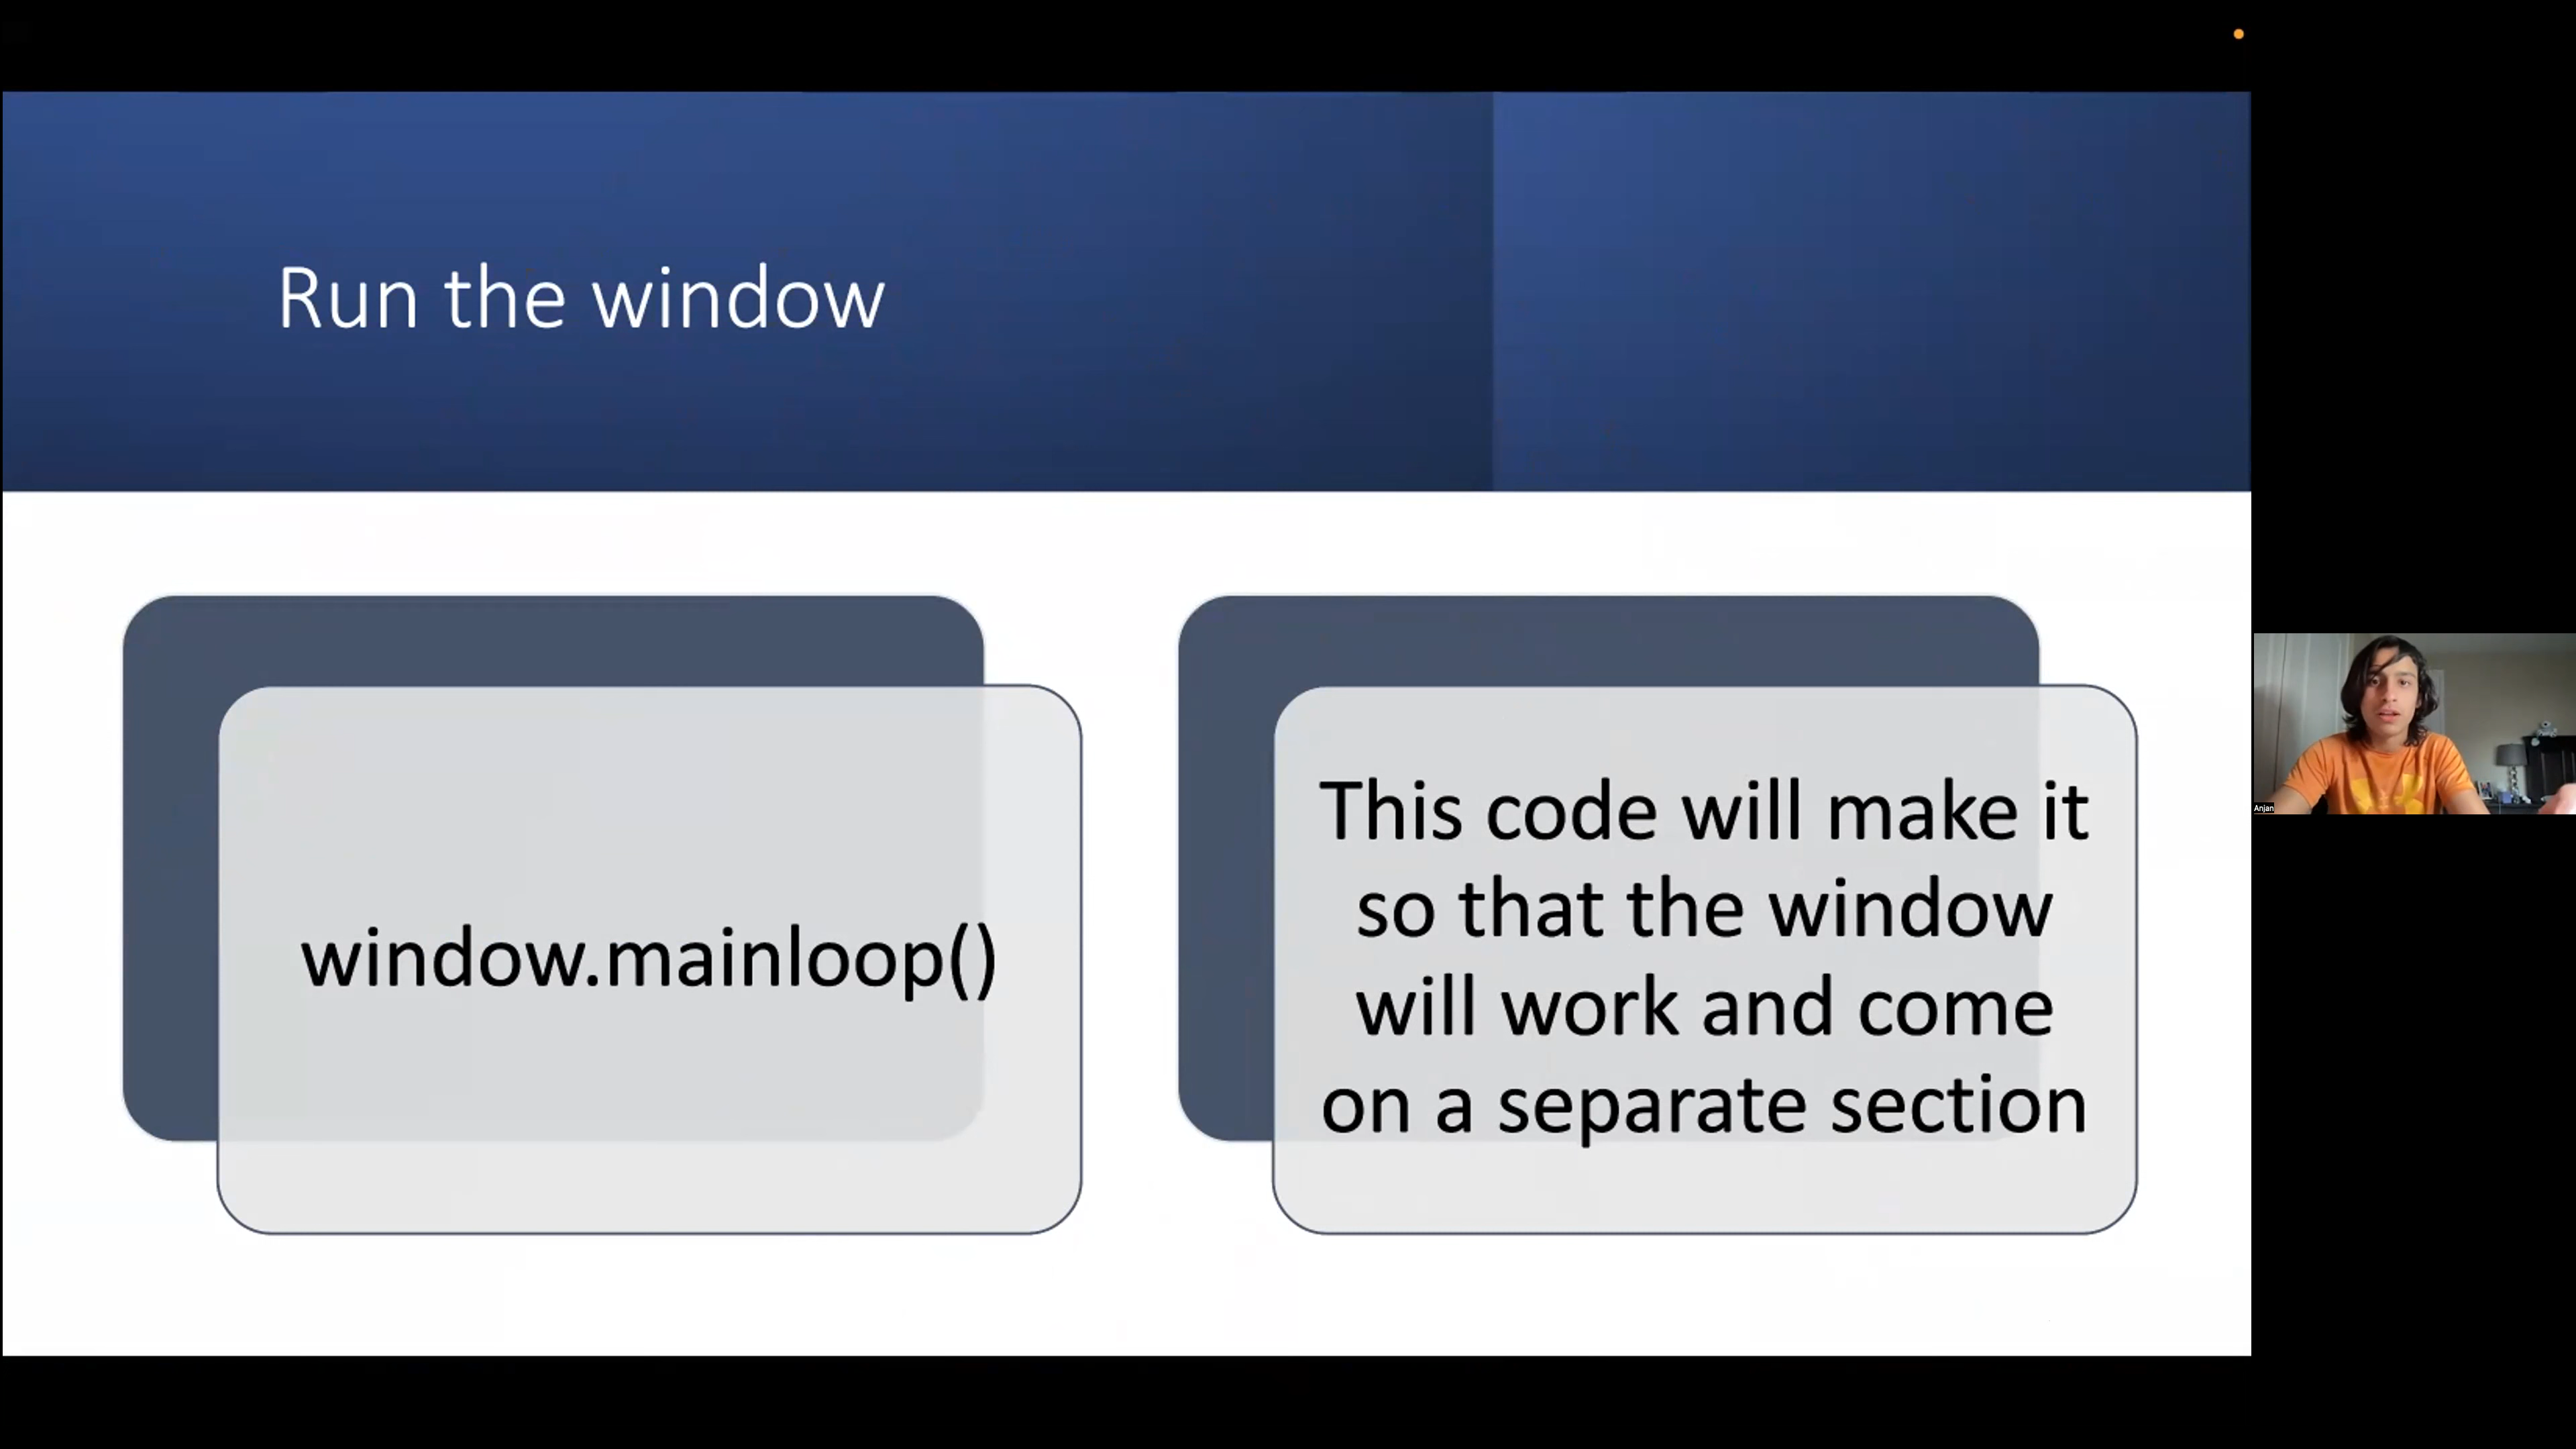 Run the window
window.mainloop()
This code will make it
so that the window
will work and come
on a separate section
Anjan